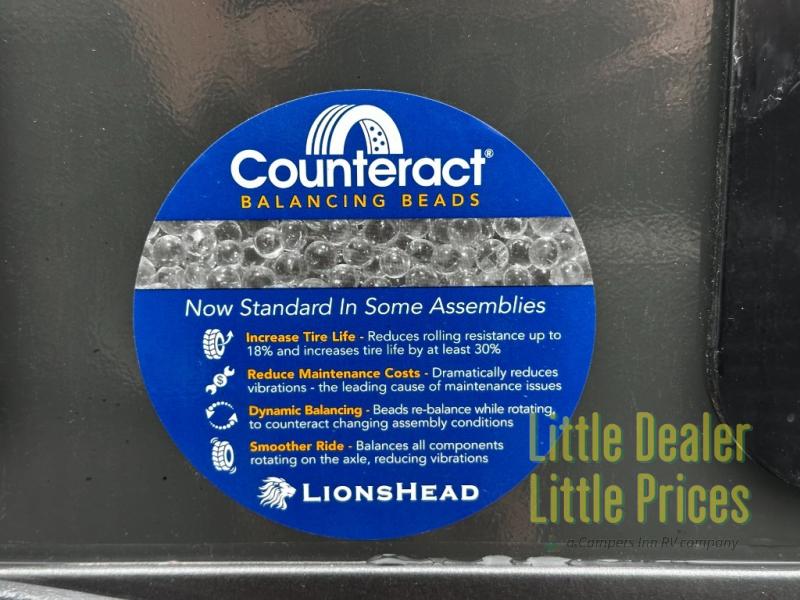 Counteract®
BALANCING BEADS
Now Standard In Some Assemblies
Increase Tire Life - Reduces rolling resistance up to
18% and increases tire life by at least 30%
Reduce Maintenance Costs - Dramatically reduces
vibrations - the leading cause of maintenance issues
Dynamic Balancing - Beads re-balance while rotating,
to counteract changing assembly conditions
Smoother Ride - Balances all components
rotating on the axle, reducing vibrations
LIONSHEAD
Little Dealer
Little Prices
a Campers Inn RV company